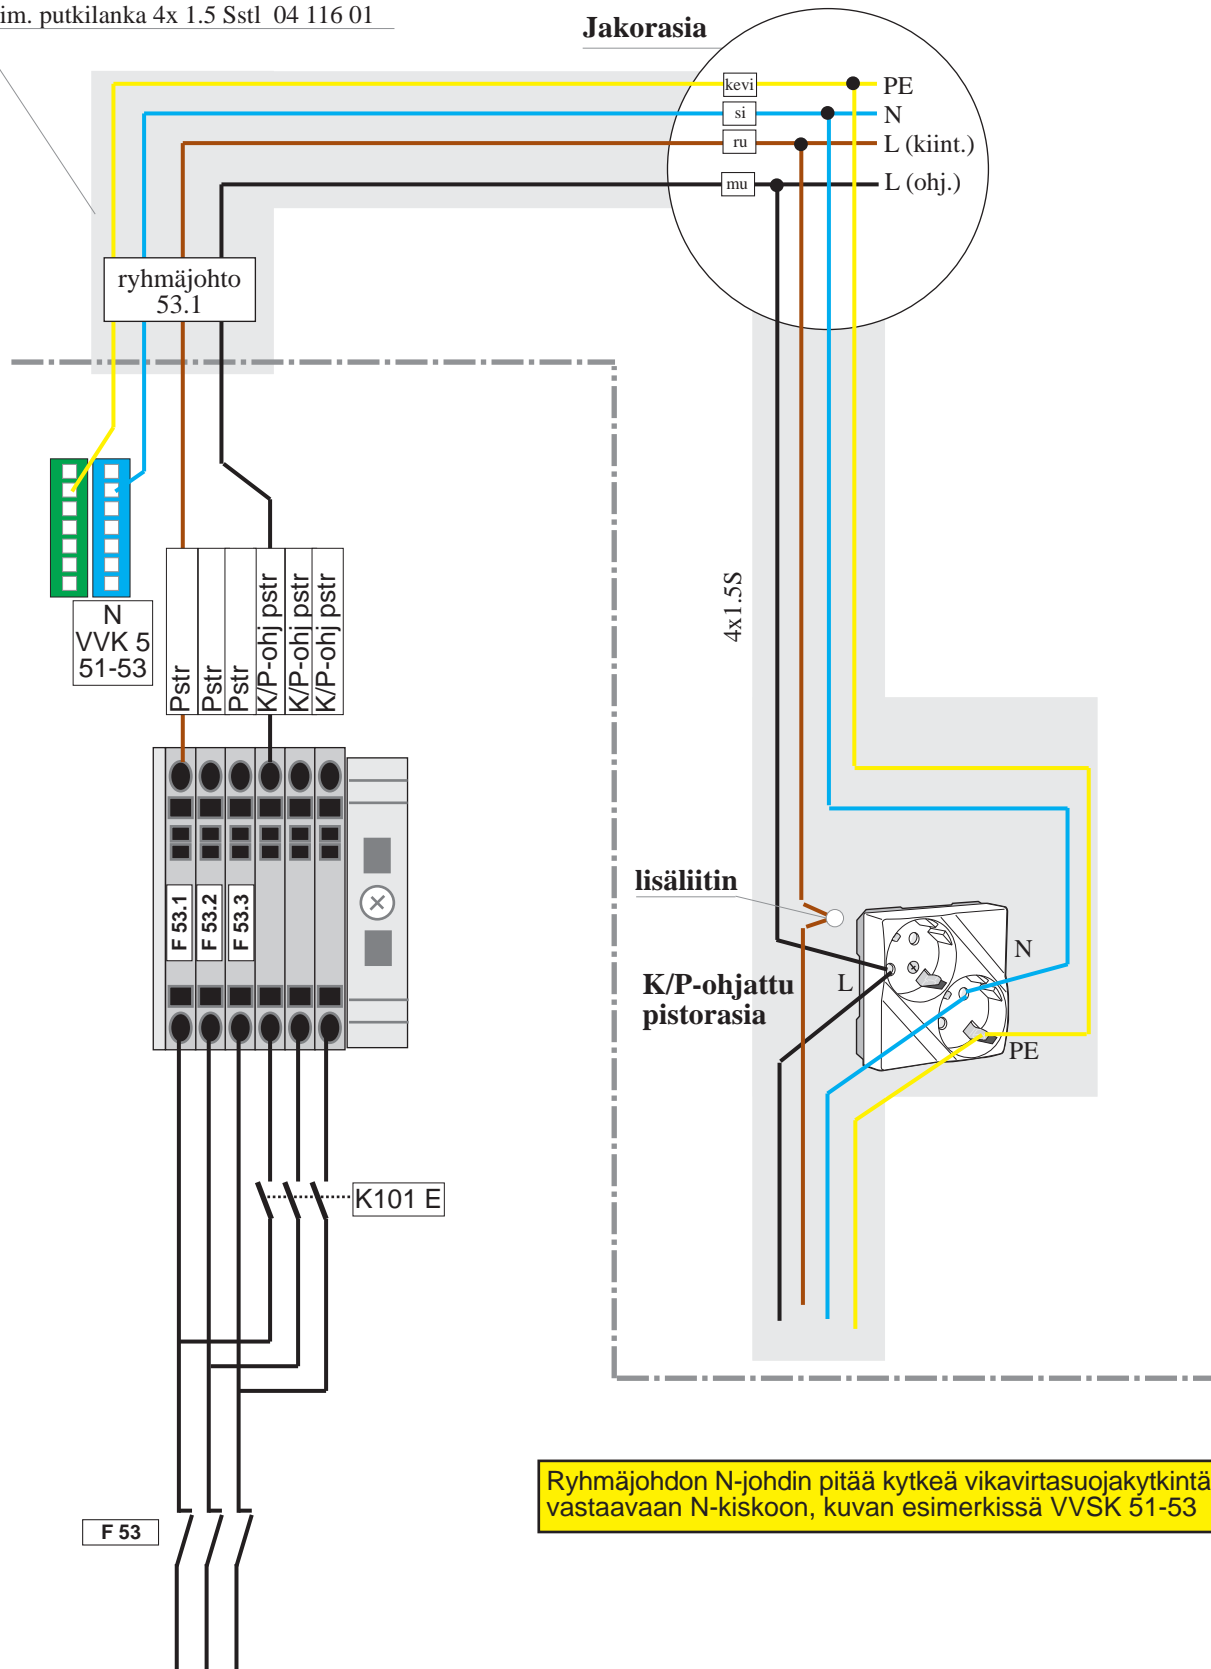 im. putkilanka 4x 1.5 Sstl 04 116 01
Jakorasia
kevi
PE
si
N
ru
L (kiint.)
mu
L (ohj.)
ryhmäjohto
53.1
N
VVK 5
51-53
Pstr
Pstr
Pstr
K/P-ohj pstr
K/P-ohj pstr
K/P-ohj pstr
4x1.5S
F 53.1
F 53.2
F 53.3
lisäliitin
K/P-ohjattu
pistorasia
L
N
PE
K101 E
F 53
Ryhmäjohdon N-johdin pitää kytkeä vikavirtasuojakytkintä
vastaavaan N-kiskoon, kuvan esimerkissä VVSK 51-53